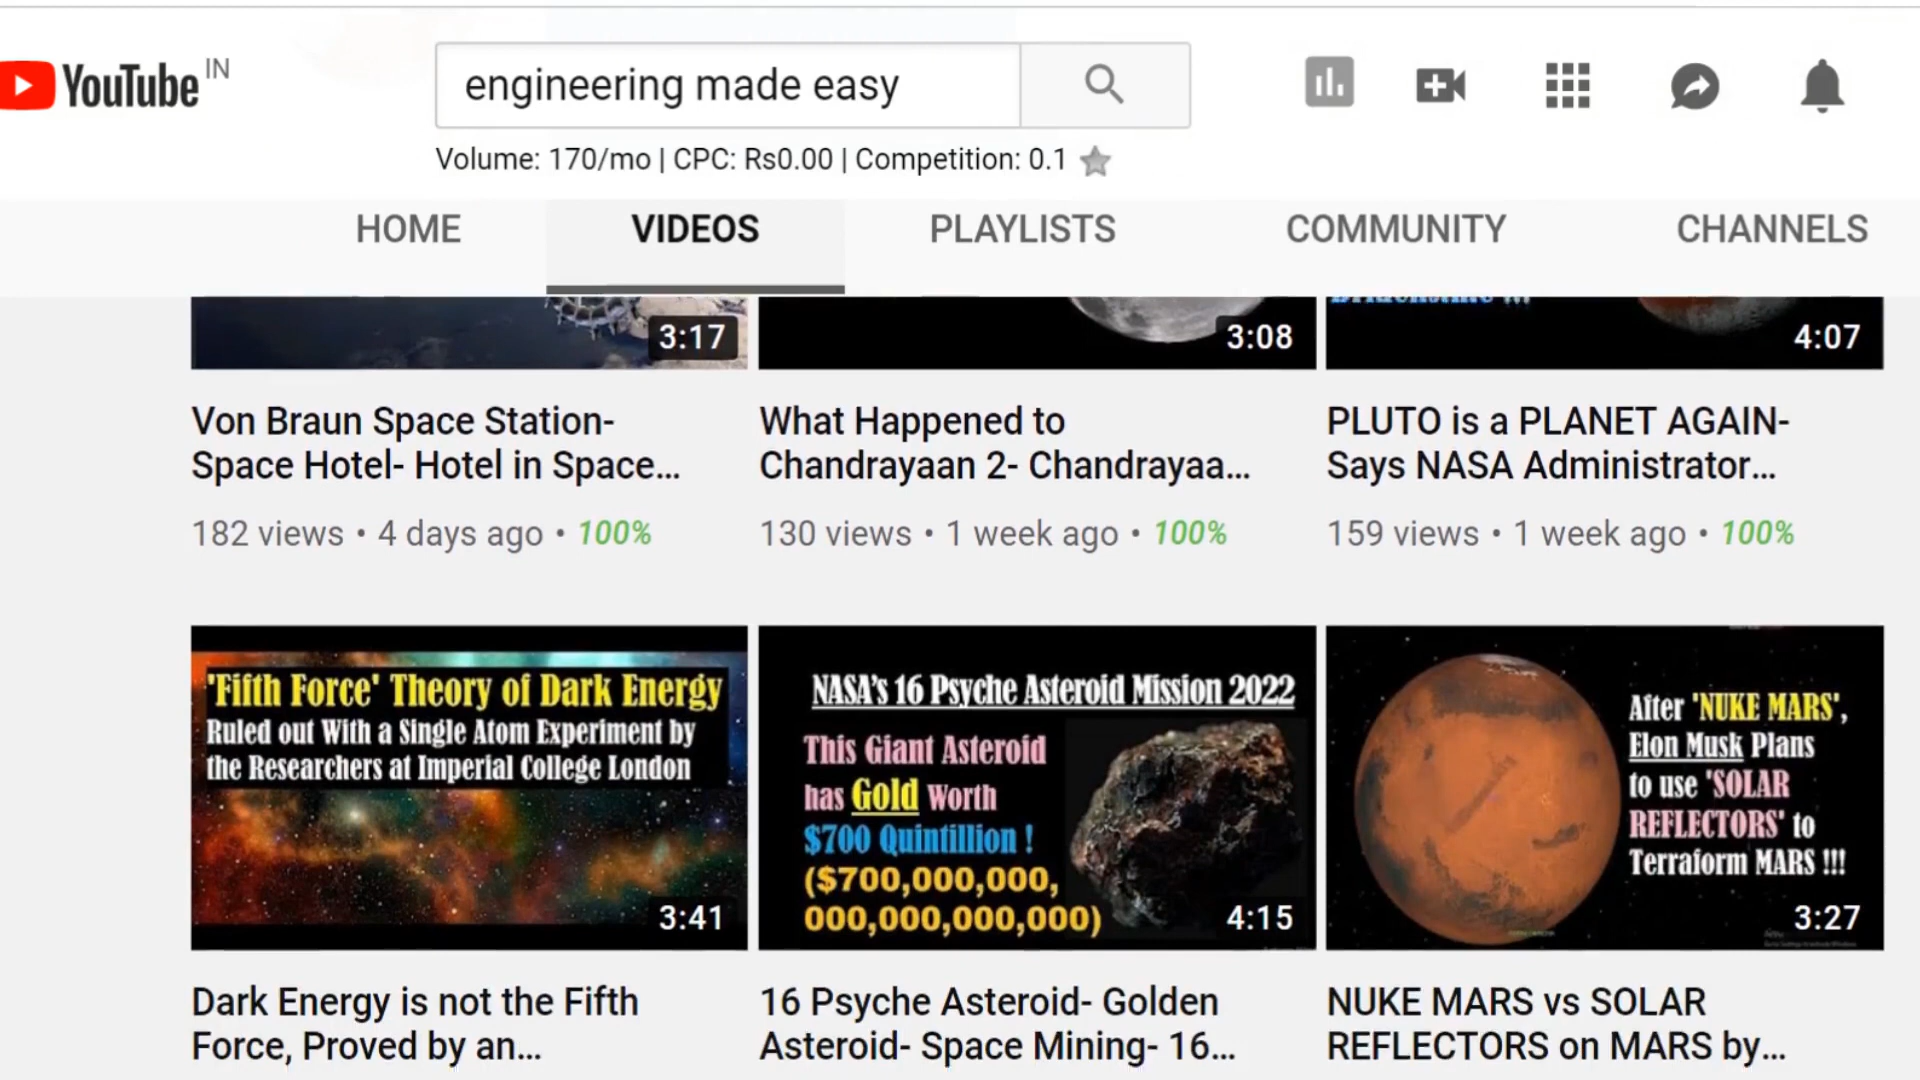 YouTube IN
engineering made easy
Volume: 170/mo | CPC: Rs0.00 | Competition: 0.1
HOME VIDEOS PLAYLISTS COMMUNITY CHANNELS
3:17 3:08 4:07
Von Braun Space Station-
Space Hotel- Hotel in Space...
182 views • 4 days ago • 100%
What Happened to
Chandrayaan 2- Chandrayaa...
130 views • 1 week ago • 100%
PLUTO is a PLANET AGAIN-
Says NASA Administrator...
159 views • 1 week ago • 100%
'Fifth Force' Theory of Dark Energy
Ruled out With a Single Atom Experiment by
the Researchers at Imperial College London
3:41
NASA's 16 Psyche Asteroid Mission 2022
This Giant Asteroid
has Gold Worth
$700 Quintillion !
($700,000,000,
000,000,000,000)
4:15
After 'NUKE MARS',
Elon Musk Plans
to use 'SOLAR
REFLECTORS' to
Terraform MARS !!!
3:27
Dark Energy is not the Fifth
Force, Proved by an...
16 Psyche Asteroid- Golden
Asteroid- Space Mining- 16...
NUKE MARS vs SOLAR
REFLECTORS on MARS by...